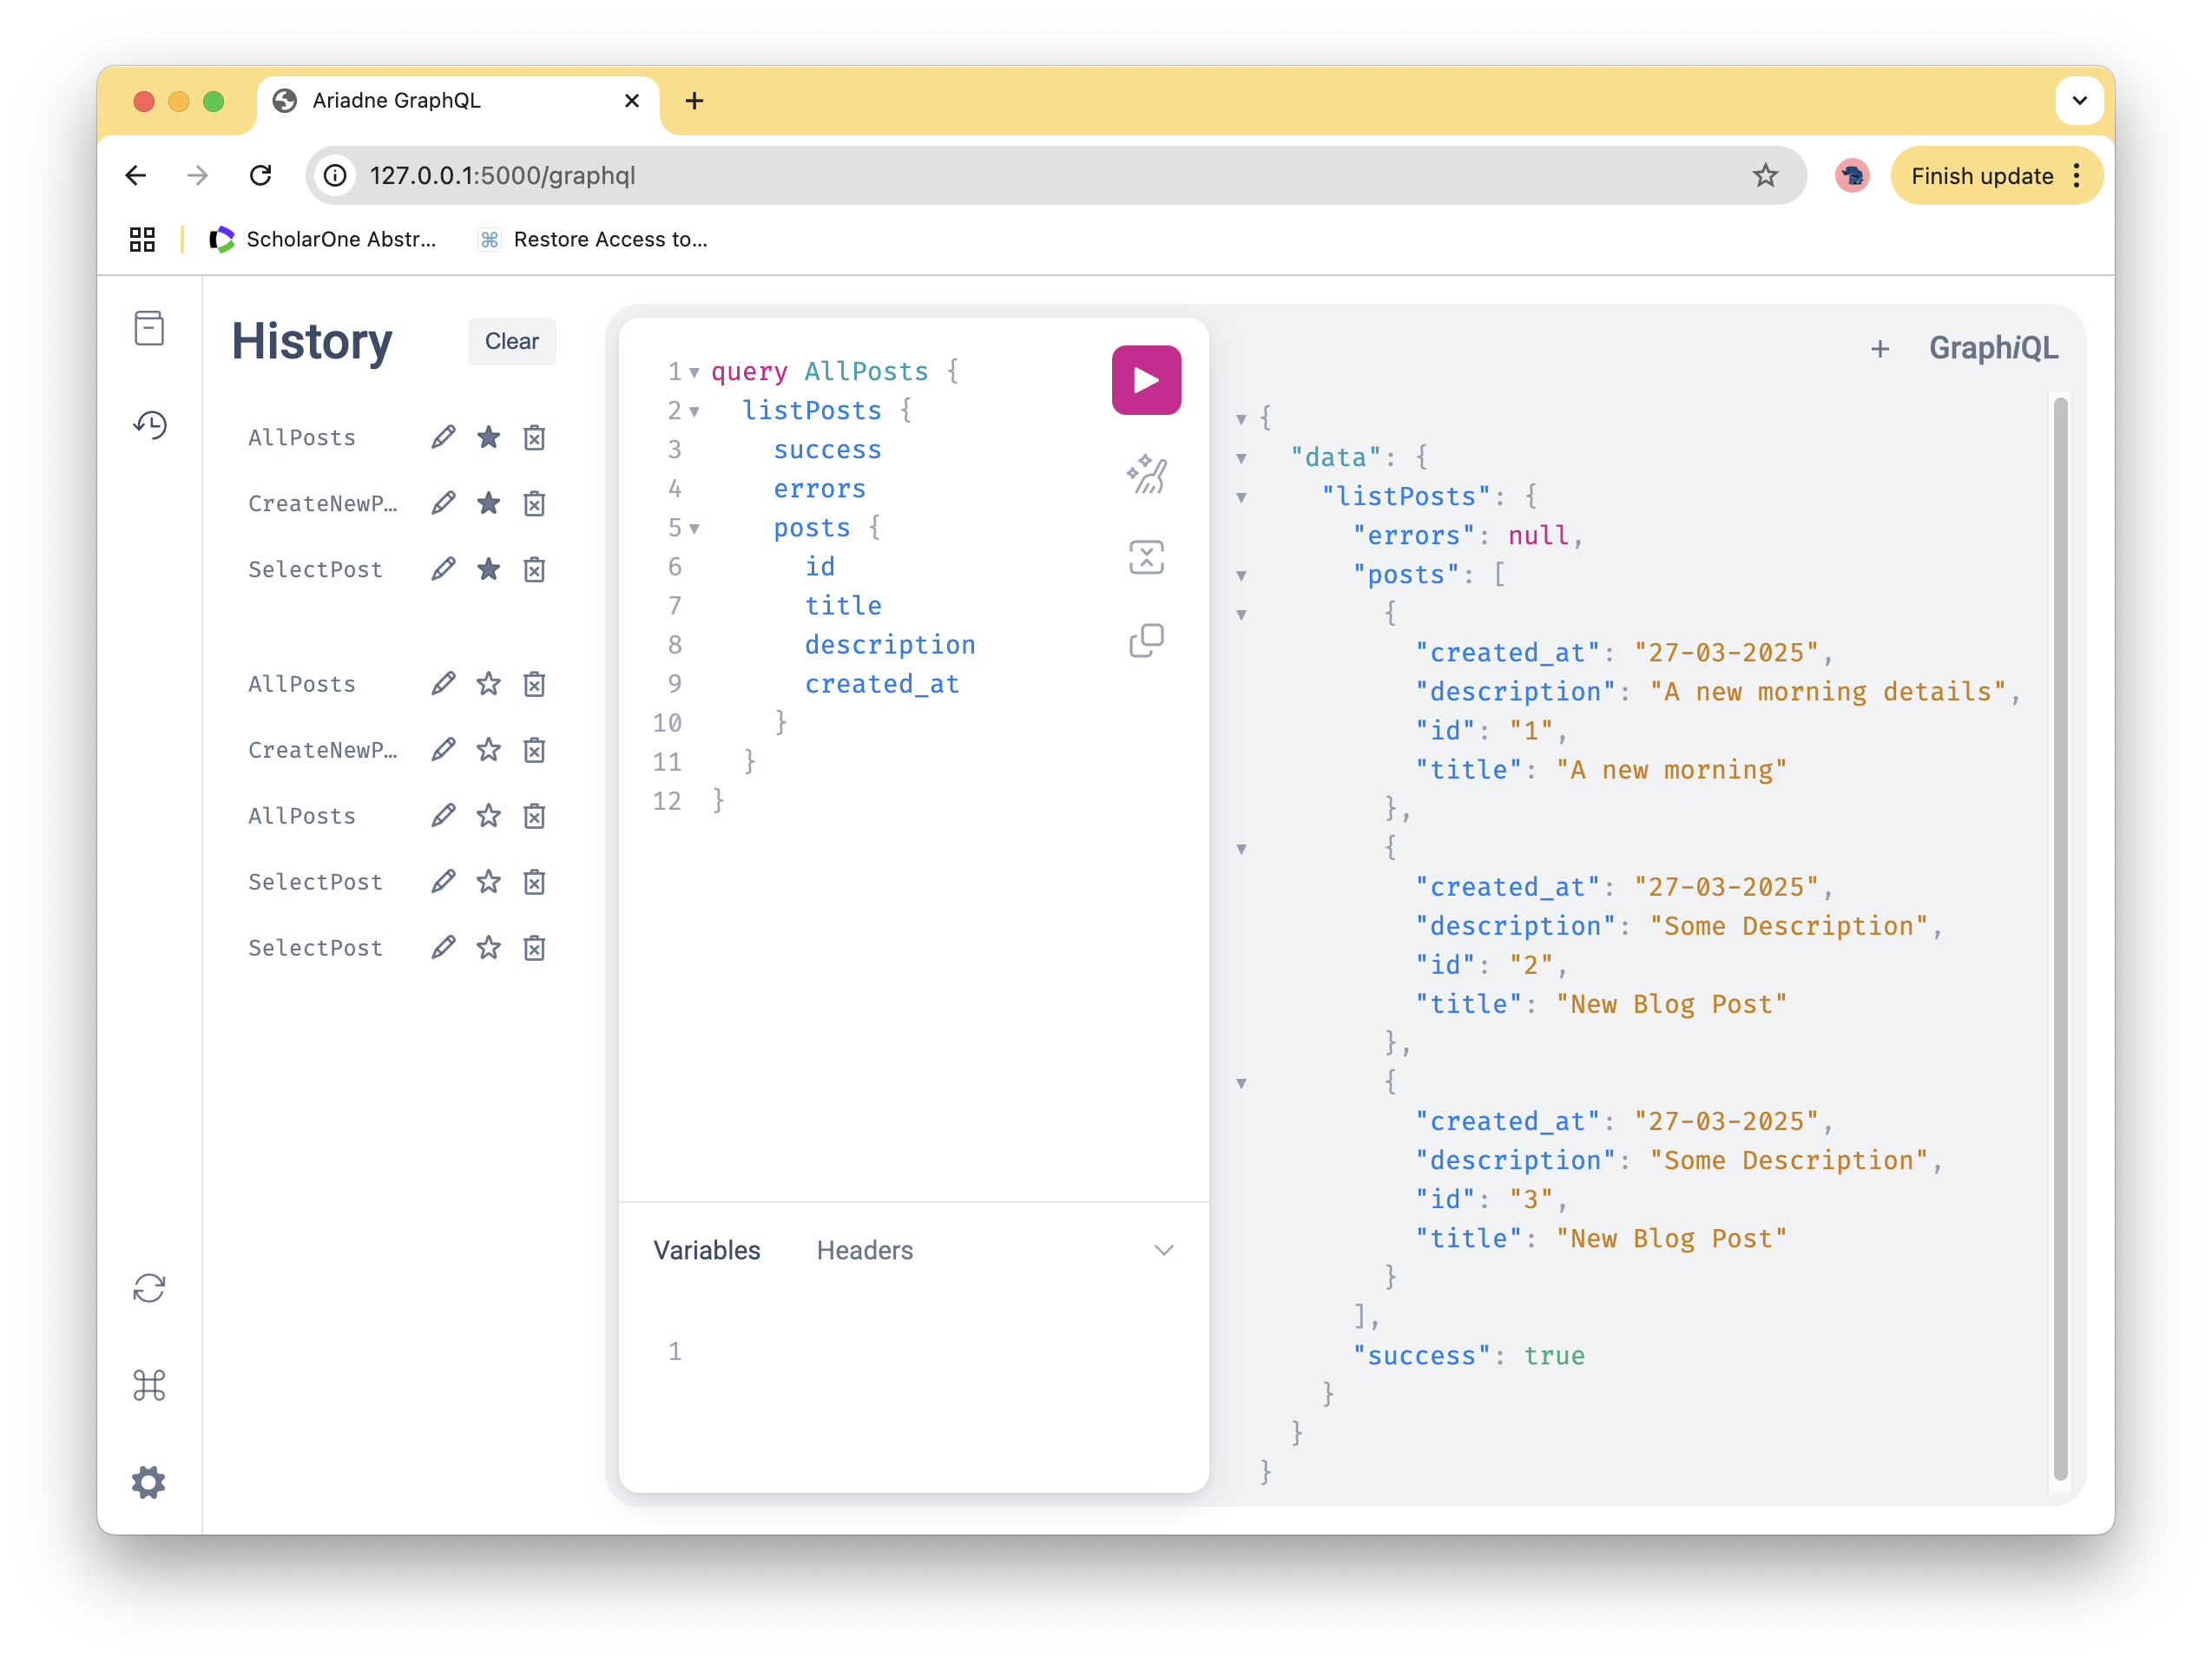 Ariadne GraphQL
127.0.0.1:5000/graphql
Finish update
ScholarOne Abstr...
Restore Access to...
History
Clear
AllPosts
CreateNewP...
SelectPost
AllPosts
CreateNewP...
AllPosts
SelectPost
SelectPost
1 query AllPosts {
2 listPosts {
3 success
4 errors
5 posts {
6 id
7 title
8 description
9 created_at
10 }
11 }
12 }
Variables Headers
1
GraphiQL
{
"data": {
"listPosts": {
"errors": null,
"posts": [
{
"created_at": "27-03-2025",
"description": "A new morning details",
"id": "1",
"title": "A new morning"
},
{
"created_at": "27-03-2025",
"description": "Some Description",
"id": "2",
"title": "New Blog Post"
},
{
"created_at": "27-03-2025",
"description": "Some Description",
"id": "3",
"title": "New Blog Post"
}
],
"success": true
}
}
}